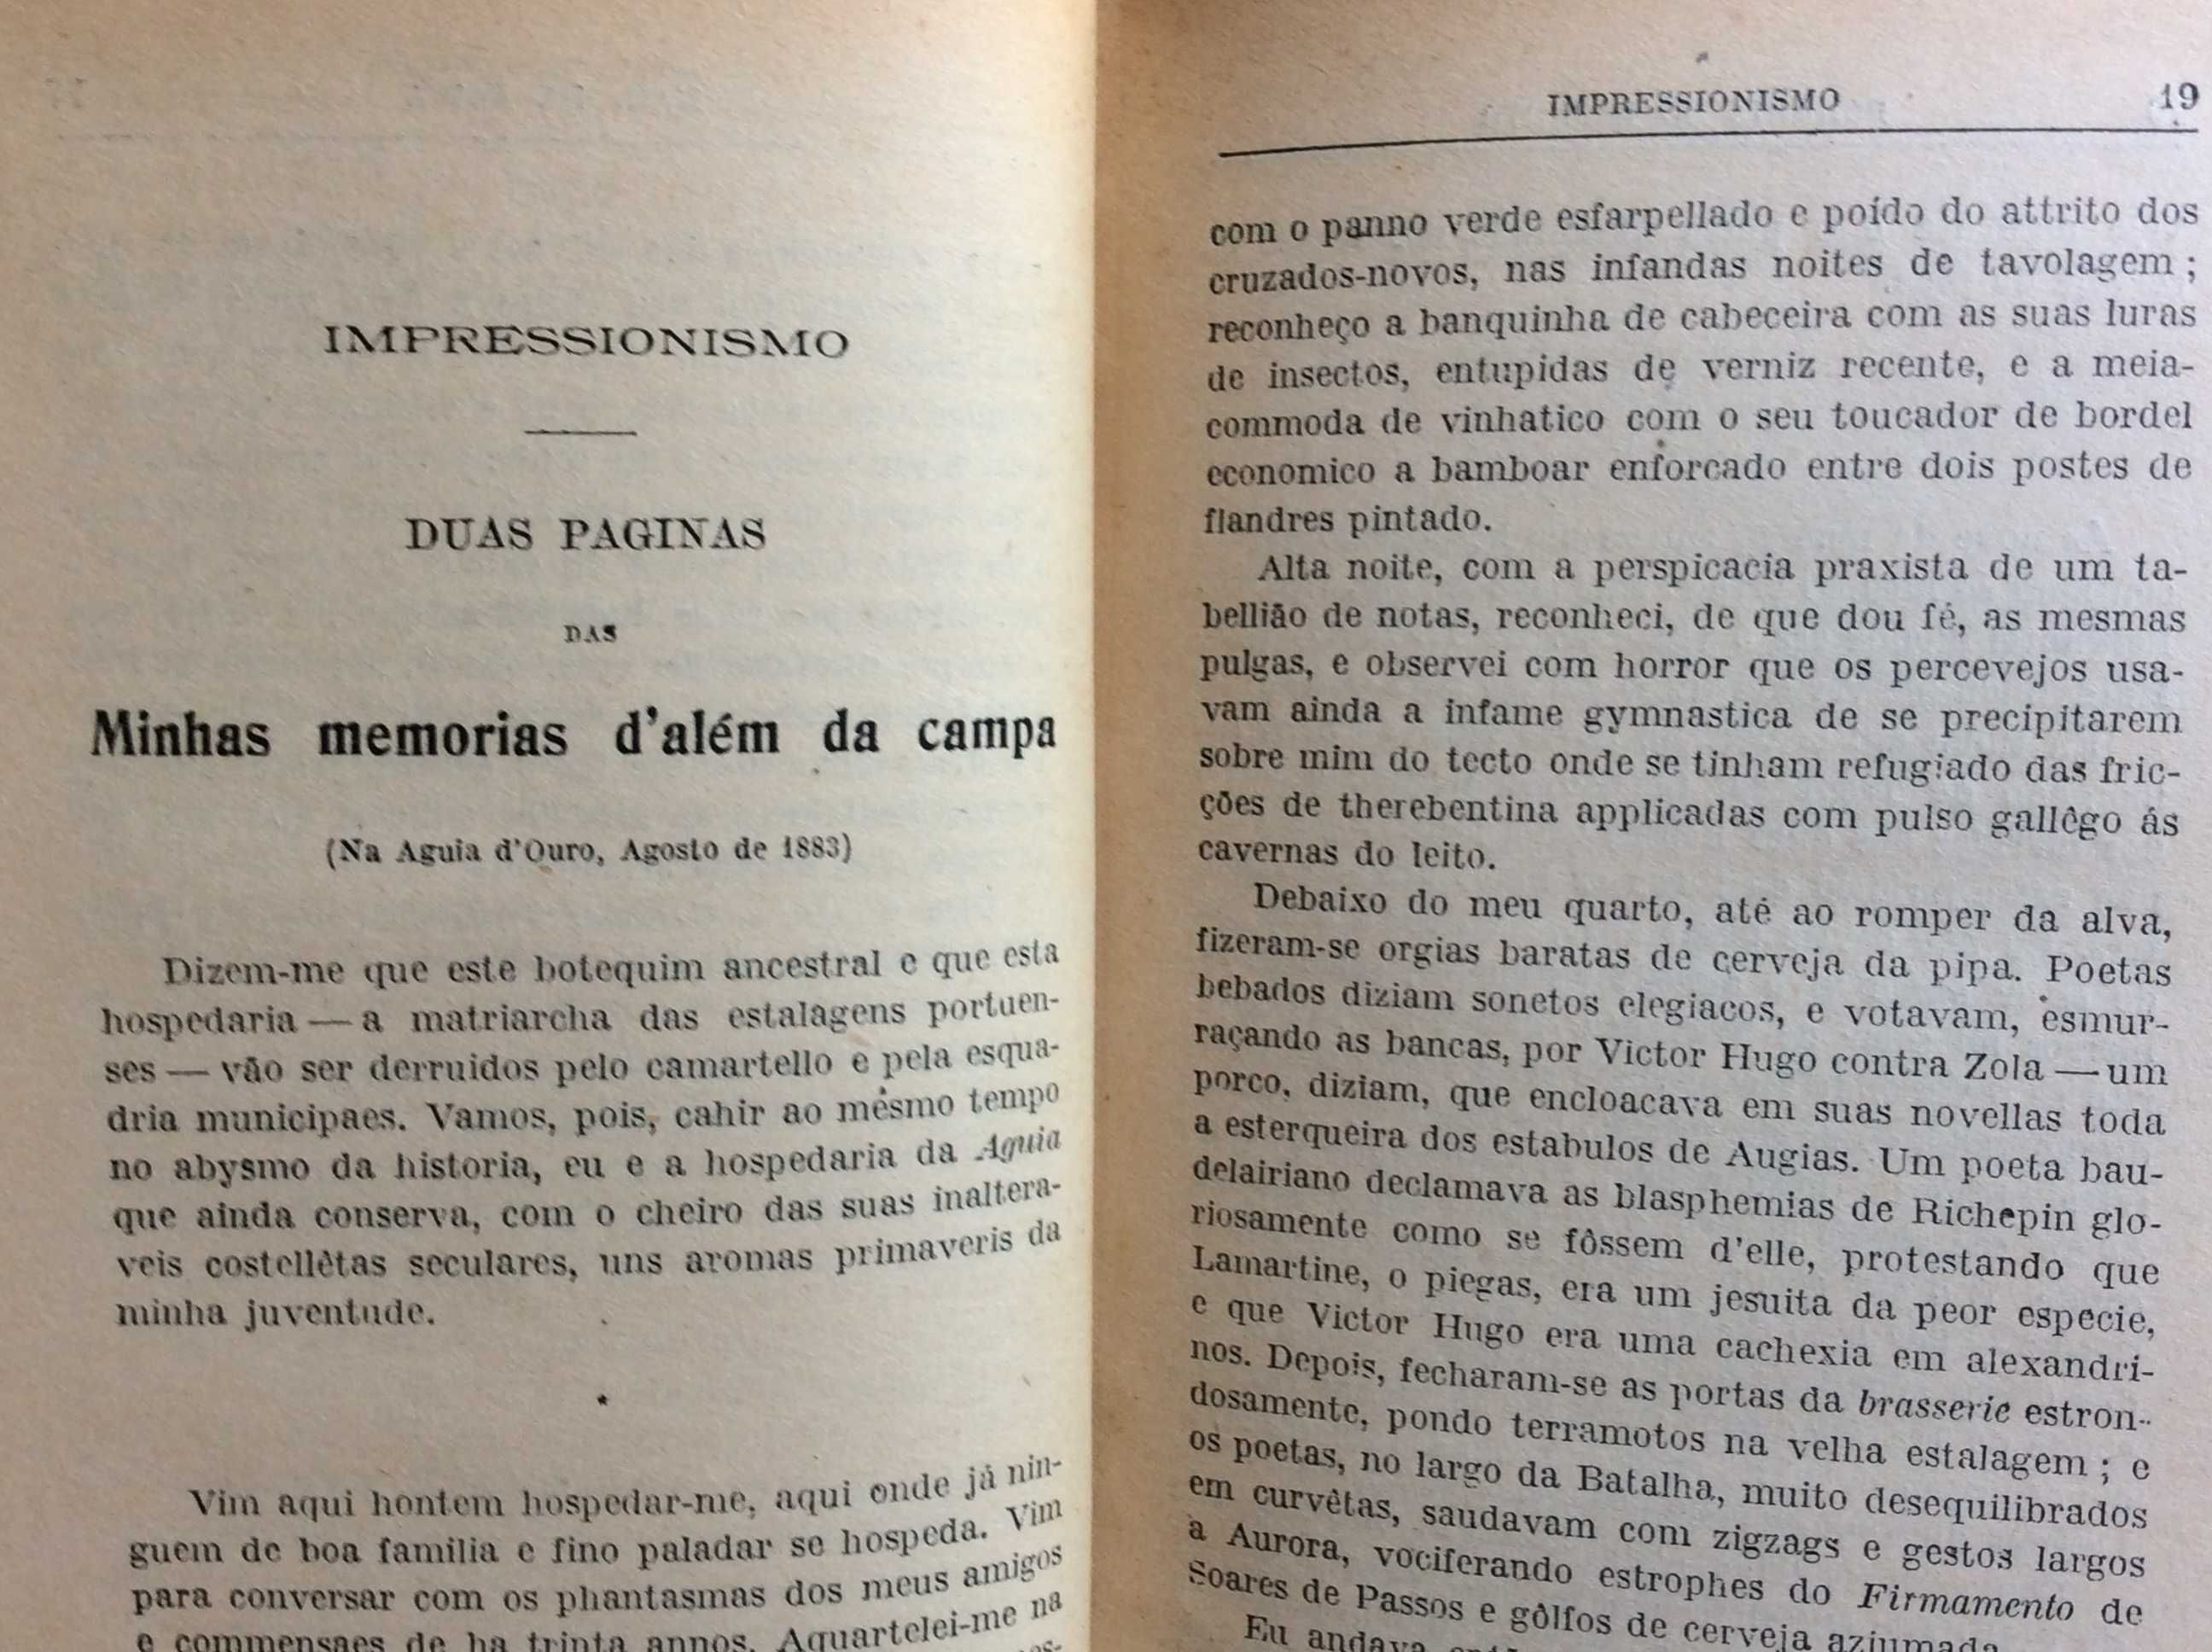 IMPRESSIONISMO
DUAS PAGINAS
DAS
Minhas memorias d'além da campa
(Na Aguia d'Ouro, Agosto de 1883)
Dizem-me que este botequim ancestral e que esta
hospedaria — a matriarcha das estalagens portuen-
ses — vão ser derruidos pelo camartello e pela esqua-
dria municipaes. Vamos, pois, cahir ao mesmo tempo
no abysmo da historia, eu e a hospedaria da Aguia
que ainda conserva, com o cheiro das suas inaltera-
veis costellêtas seculares, uns aromas primaveris da
minha juventude.
*
Vim aqui hontem hospedar-me, aqui onde já nin-
guem de boa familia e fino paladar se hospeda. Vim
para conversar com os phantasmas dos meus amigos
e commensaes de ha trinta annos. Aquartelei-me na
IMPRESSIONISMO 19
com o panno verde esfarpellado e poído do attrito dos
cruzados-novos, nas infandas noites de tavolagem ;
reconheço a banquinha de cabeceira com as suas luras
de insectos, entupidas de verniz recente, e a meia-
commoda de vinhatico com o seu toucador de bordel
economico a bamboar enforcado entre dois postes de
flandres pintado.
Alta noite, com a perspicacia praxista de um ta-
bellião de notas, reconheci, de que dou fé, as mesmas
pulgas, e observei com horror que os percevejos usa-
vam ainda a infame gymnastica de se precipitarem
sobre mim do tecto onde se tinham refugiado das fric-
ções de therebentina applicadas com pulso gallêgo ás
cavernas do leito.
Debaixo do meu quarto, até ao romper da alva,
fizeram-se orgias baratas de cerveja da pipa. Poetas
bebados diziam sonetos elegiacos, e votavam, esmur-
raçando as bancas, por Victor Hugo contra Zola — um
porco, diziam, que encloacava em suas novellas toda
a esterqueira dos estabulos de Augias. Um poeta bau-
delairiano declamava as blasphemias de Richepin glo-
riosamente como se fôssem d'elle, protestando que
Lamartine, o piegas, era um jesuita da peor especie,
e que Victor Hugo era uma cachexia em alexandri-
nos. Depois, fecharam-se as portas da brasserie estron-
dosamente, pondo terramotos na velha estalagem ; e
os poetas, no largo da Batalha, muito desequilibrados
em curvêtas, saudavam com zigzags e gestos largos
a Aurora, vociferando estrophes do Firmamento de
Soares de Passos e gôlfos de cerveja aziumada.
Eu andava